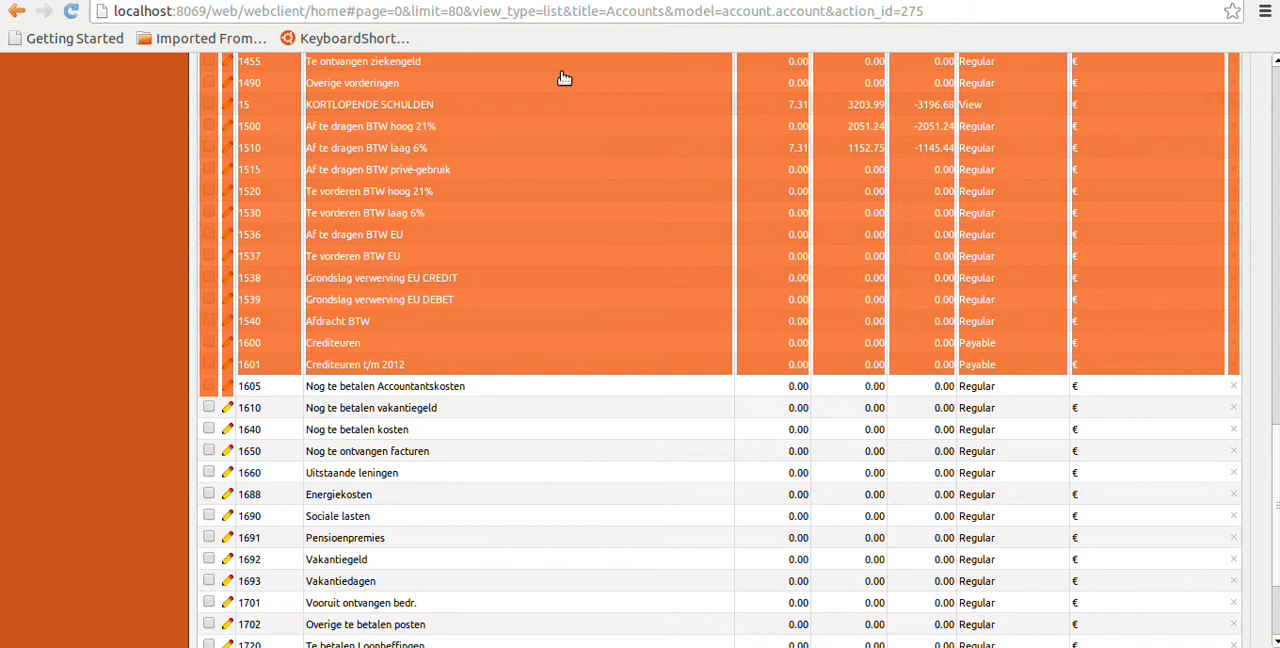 localhost:8069/web/webclient/home#page=0&limit=80&view_type=list&title=Accounts&model=account.account&action_id=275
Getting Started Imported From... KeyboardShort...
1455 Te ontvangen ziekengeld 0.00 0.00 0.00 Regular €
1490 Overige vorderingen 0.00 0.00 0.00 Regular €
15 KORTLOPENDE SCHULDEN 7.31 3203.99 -3196.68 View €
1500 Af te dragen BTW hoog 21% 0.00 2051.24 -2051.24 Regular €
1510 Af te dragen BTW laag 6% 7.31 1152.75 -1145.44 Regular €
1515 Af te dragen BTW privé-gebruik 0.00 0.00 0.00 Regular €
1520 Te vorderen BTW hoog 21% 0.00 0.00 0.00 Regular €
1530 Te vorderen BTW laag 6% 0.00 0.00 0.00 Regular €
1536 Af te dragen BTW EU 0.00 0.00 0.00 Regular €
1537 Te vorderen BTW EU 0.00 0.00 0.00 Regular €
1538 Grondslag verwerving EU CREDIT 0.00 0.00 0.00 Regular €
1539 Grondslag verwerving EU DEBET 0.00 0.00 0.00 Regular €
1540 Afdracht BTW 0.00 0.00 0.00 Regular €
1600 Crediteuren 0.00 0.00 0.00 Payable €
1601 Crediteuren t/m 2012 0.00 0.00 0.00 Payable €
1605 Nog te betalen Accountantskosten 0.00 0.00 0.00 Regular €
1610 Nog te betalen vakantiegeld 0.00 0.00 0.00 Regular €
1640 Nog te betalen kosten 0.00 0.00 0.00 Regular €
1650 Nog te ontvangen facturen 0.00 0.00 0.00 Regular €
1660 Uitstaande leningen 0.00 0.00 0.00 Regular €
1688 Energiekosten 0.00 0.00 0.00 Regular €
1690 Sociale lasten 0.00 0.00 0.00 Regular €
1691 Pensioenpremies 0.00 0.00 0.00 Regular €
1692 Vakantiegeld 0.00 0.00 0.00 Regular €
1693 Vakantiedagen 0.00 0.00 0.00 Regular €
1701 Vooruit ontvangen bedr. 0.00 0.00 0.00 Regular €
1702 Overige te betalen posten 0.00 0.00 0.00 Regular €
1720 Te betalen Loonheffingen 0.00 0.00 0.00 Regular €